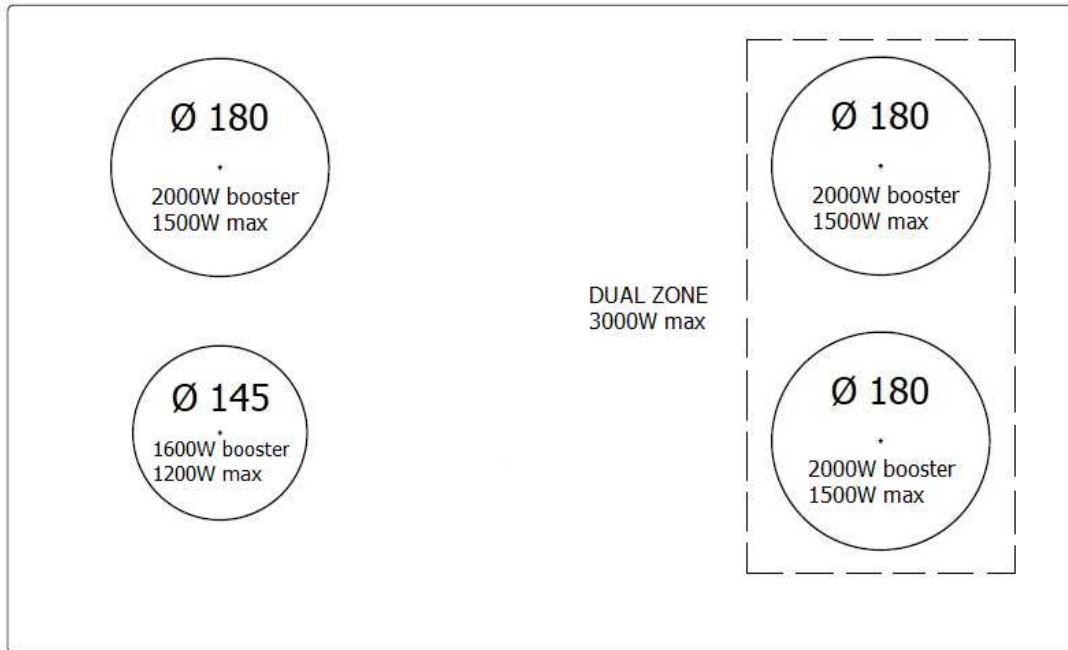 Ø 180
2000W booster
1500W max
Ø 180
2000W booster
1500W max
DUAL ZONE
3000W max
Ø 145
1600W booster
1200W max
Ø 180
2000W booster
1500W max